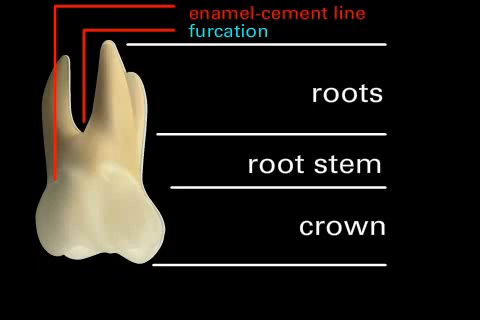 enamel-cement line
furcation
roots
root stem
crown